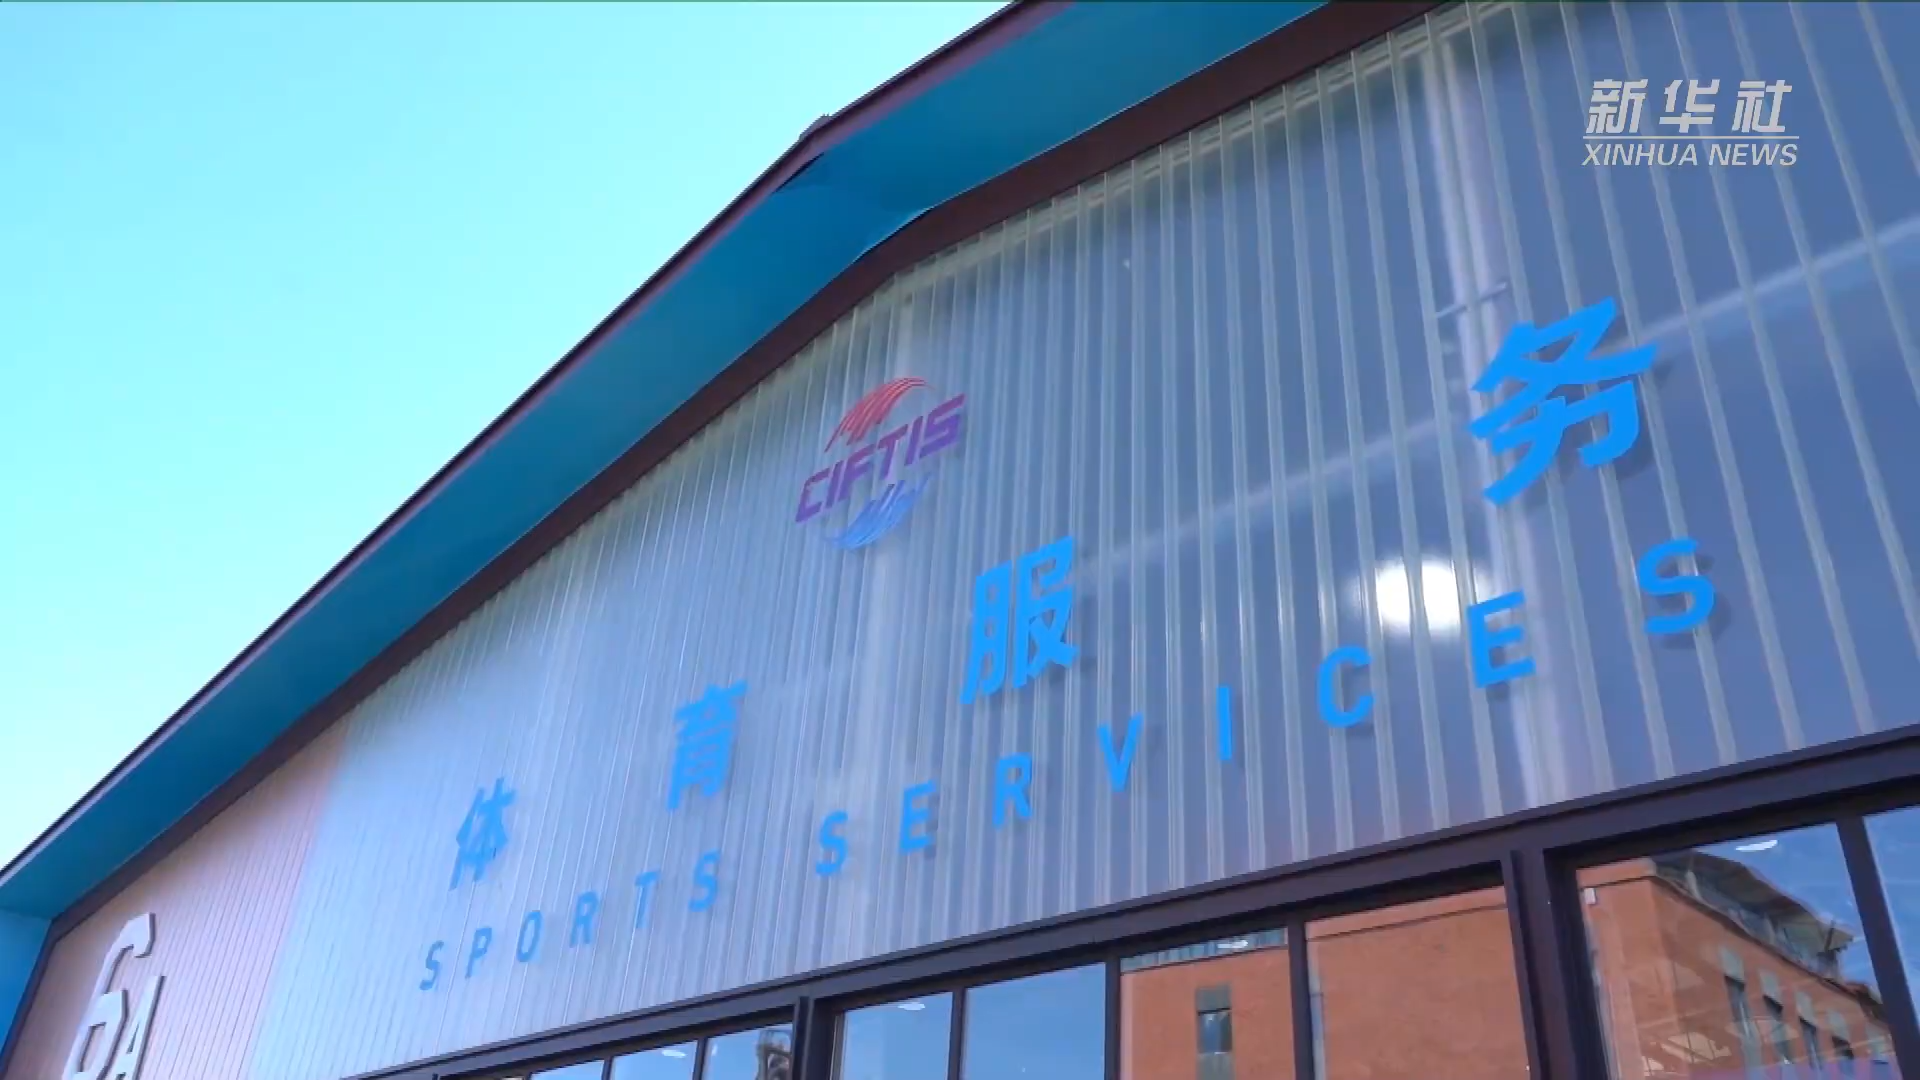 新华社
XINHUA NEWS
CIFTIS
体育服务
SPORTS SERVICES
6A